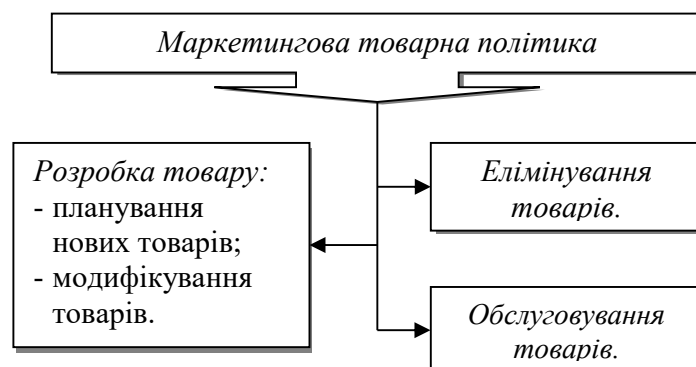 Маркетингова товарна політика
Розробка товару:
- планування
нових товарів;
- модифікування
товарів.
Елімінування
товарів.
Обслуговування
товарів.